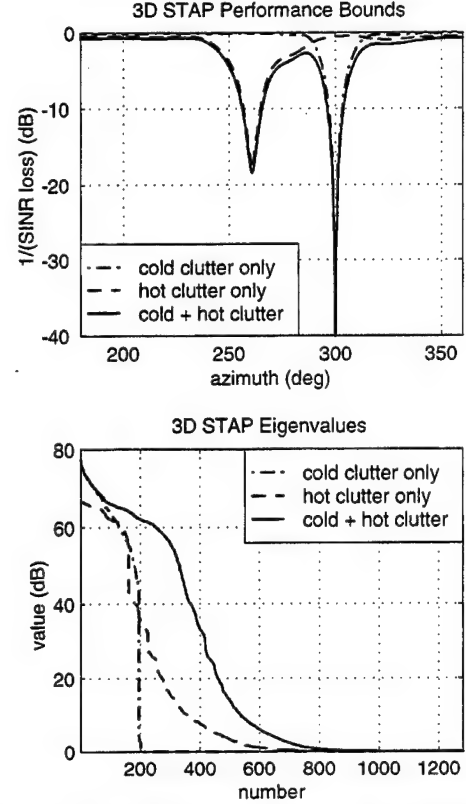 3D STAP Performance Bounds
0
-10
-20
-30
-40
1/(SINR loss) (dB)
cold clutter only
hot clutter only
cold + hot clutter
200 250 300 350
azimuth (deg)
3D STAP Eigenvalues
80
60
40
20
0
value (dB)
cold clutter only
hot clutter only
cold + hot clutter
200 400 600 800 1000 1200
number